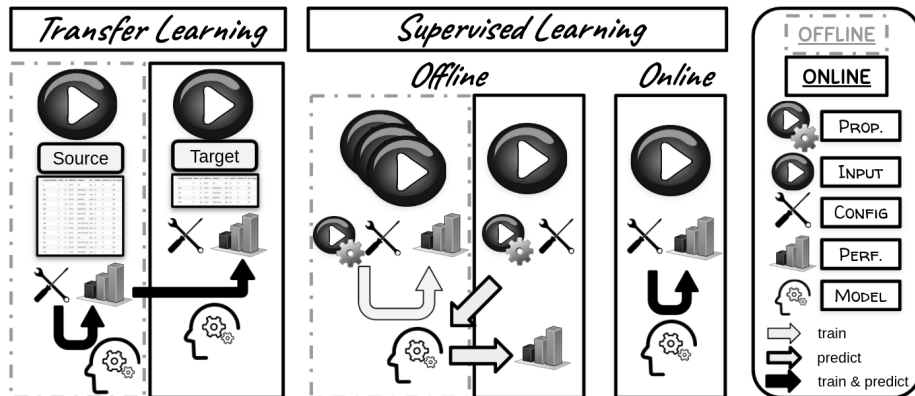 Transfer Learning
Supervised Learning
Offline
Online
Source
Target
OFFLINE
ONLINE
PROP.
INPUT
CONFIG
PERF.
MODEL
train
predict
train & predict